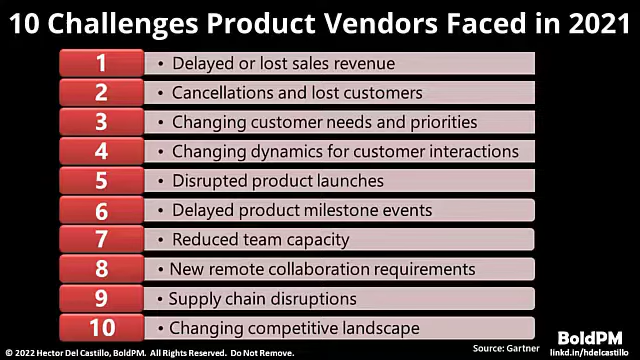 10 Challenges Product Vendors Faced in 2021
1 • Delayed or lost sales revenue
2 • Cancellations and lost customers
3 • Changing customer needs and priorities
4 • Changing dynamics for customer interactions
5 • Disrupted product launches
6 • Delayed product milestone events
7 • Reduced team capacity
8 • New remote collaboration requirements
9 • Supply chain disruptions
10 • Changing competitive landscape
Source: Gartner
BoldPM
linkd.in/hdelcastillo
© 2022 Hector Del Castillo, BoldPM. All Rights Reserved. Do Not Remove.